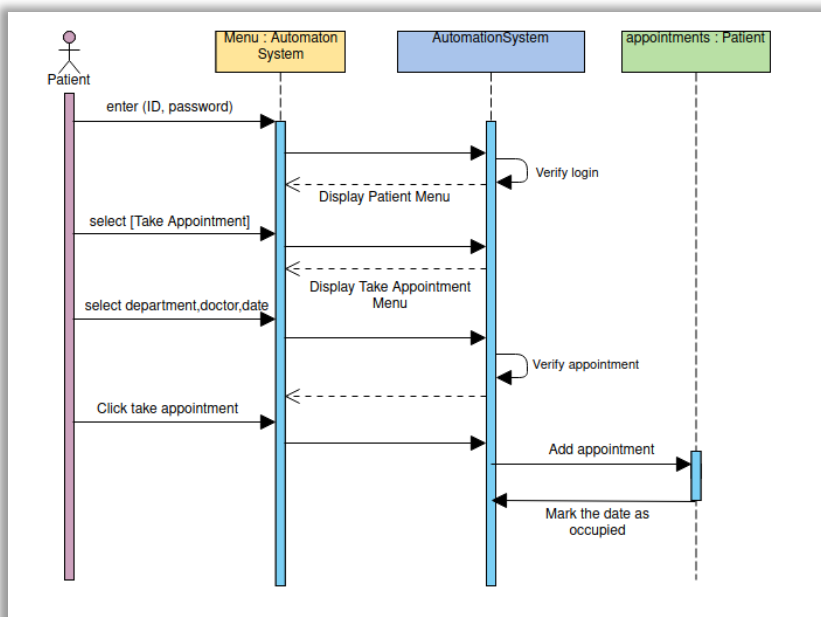 Menu : Automaton
System
AutomationSystem
appointments : Patient
Patient
enter (ID, password)
Verify login
Display Patient Menu
select [Take Appointment]
Display Take Appointment
Menu
select department,doctor,date
Verify appointment
Click take appointment
Add appointment
Mark the date as
occupied